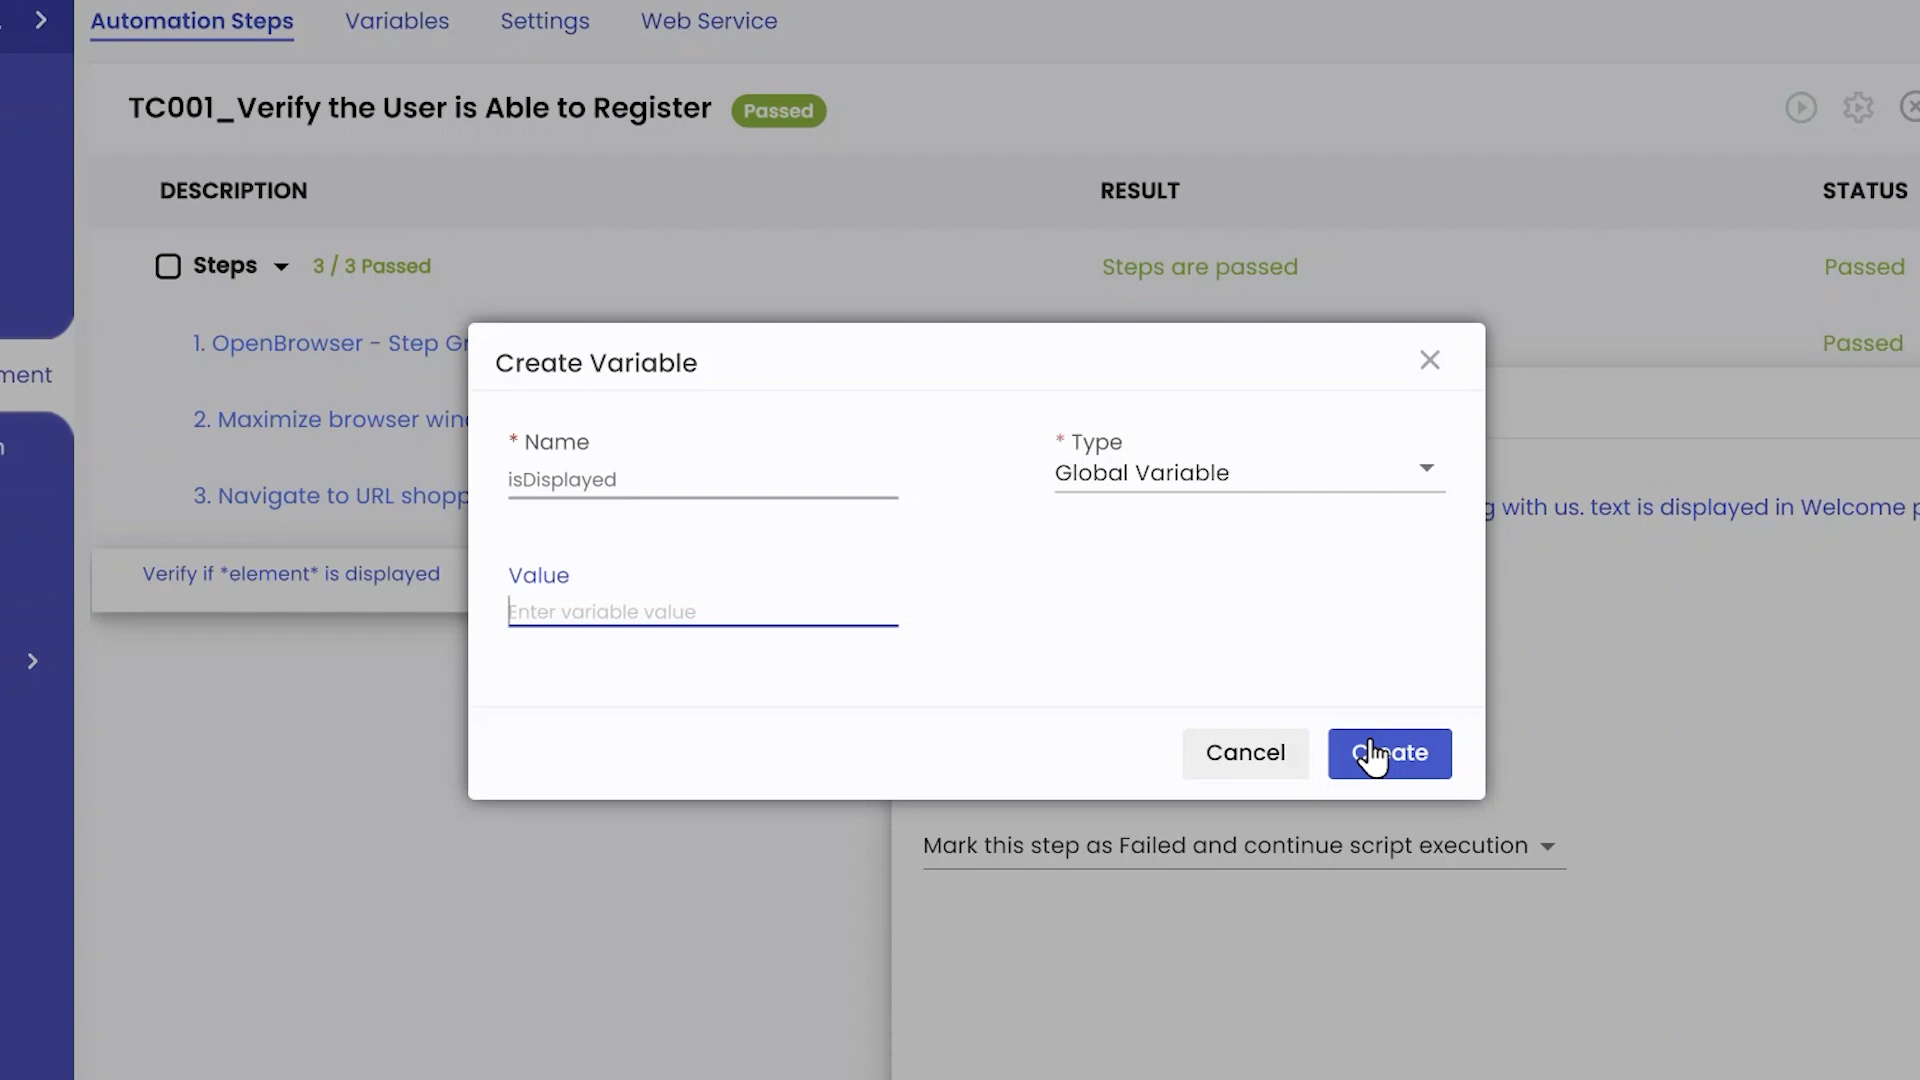 Automation Steps Variables Settings Web Service
TC001_Verify the User is Able to Register Passed
DESCRIPTION RESULT STATUS
Steps 3 / 3 Passed Steps are passed Passed
1. OpenBrowser - Step Gr Passed
Create Variable
ment
2. Maximize browser win
* Name * Type
n
isDisplayed Global Variable
3. Navigate to URL shopp
g with us. text is displayed in Welcome p
Verify if *element* is displayed
Value
Enter variable value
Cancel Create
Mark this step as Failed and continue script execution